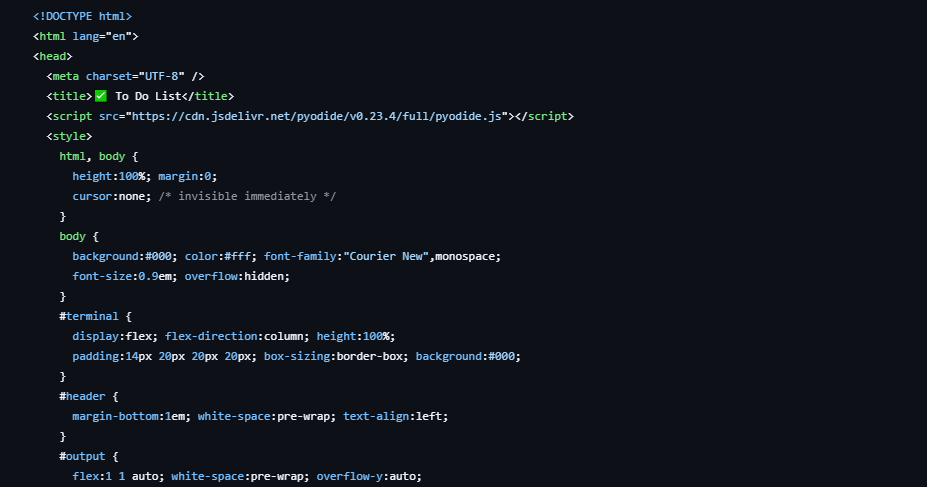 <!DOCTYPE html>
<html lang="en">
<head>
<meta charset="UTF-8" />
<title>✅ To Do List</title>
<script src="https://cdn.jsdelivr.net/pyodide/v0.23.4/full/pyodide.js"></script>
<style>
html, body {
height:100%; margin:0;
cursor:none; /* invisible immediately */
}
body {
background:#000; color:#fff; font-family:"Courier New",monospace;
font-size:0.9em; overflow:hidden;
}
#terminal {
display:flex; flex-direction:column; height:100%;
padding:14px 20px 20px 20px; box-sizing:border-box; background:#000;
}
#header {
margin-bottom:1em; white-space:pre-wrap; text-align:left;
}
#output {
flex:1 1 auto; white-space:pre-wrap; overflow-y:auto;